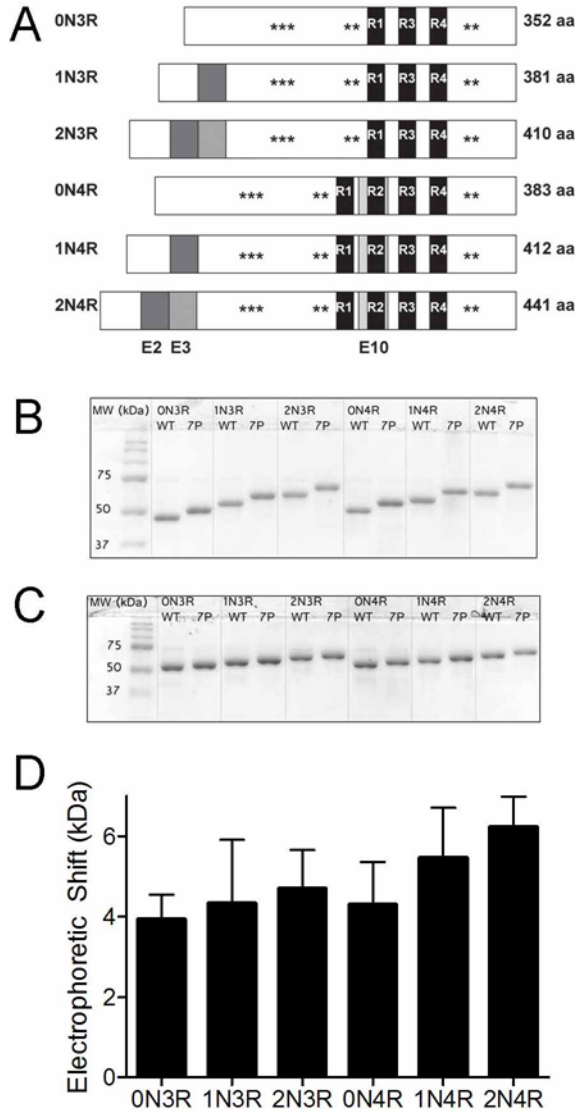 A
0N3R *** ** R1 R3 R4 ** 352 aa
1N3R *** ** R1 R3 R4 ** 381 aa
2N3R *** ** R1 R3 R4 ** 410 aa
0N4R *** ** R1 R2 R3 R4 ** 383 aa
1N4R *** ** R1 R2 R3 R4 ** 412 aa
2N4R *** ** R1 R2 R3 R4 ** 441 aa
E2 E3 E10
B
MW (kDa) 0N3R 1N3R 2N3R 0N4R 1N4R 2N4R
WT 7P WT 7P WT 7P WT 7P WT 7P WT 7P
75
50
37
C
MW (kDa) 0N3R 1N3R 2N3R 0N4R 1N4R 2N4R
WT 7P WT 7P WT 7P WT 7P WT 7P WT 7P
75
50
37
D
Electrophoretic Shift (kDa)
6
4
2
0
0N3R 1N3R 2N3R 0N4R 1N4R 2N4R